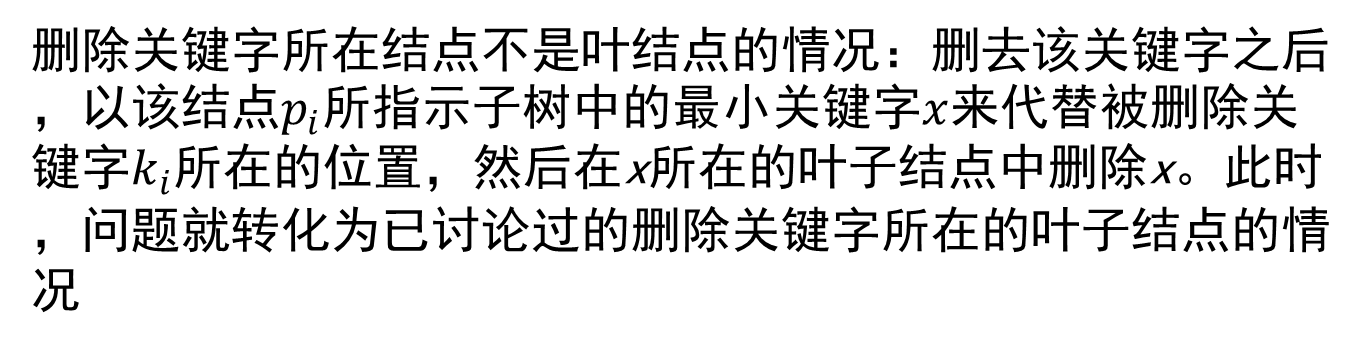 删除关键字所在结点不是叶结点的情况：删去该关键字之后
，以该结点pᵢ所指示子树中的最小关键字x来代替被删除关
键字kᵢ所在的位置，然后在x所在的叶子结点中删除x。此时
，问题就转化为已讨论过的删除关键字所在的叶子结点的情
况